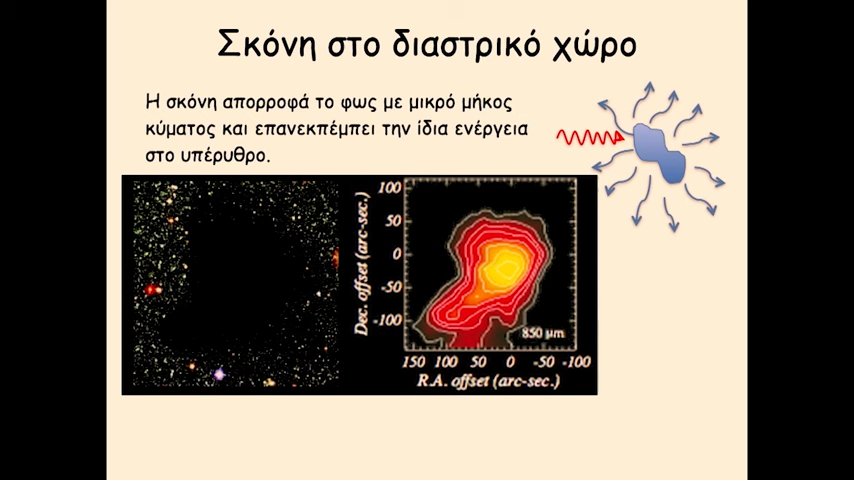 Σκόνη στο διαστρικό χώρο
Η σκόνη απορροφά το φως με μικρό μήκος
κύματος και επανεκπέμπει την ίδια ενέργεια
στο υπέρυθρο.
Dec. offset (arc-sec.)
100
50
0
-50
-100
850 μm
150 100 50 0 -50 -100
R.A. offset (arc-sec.)